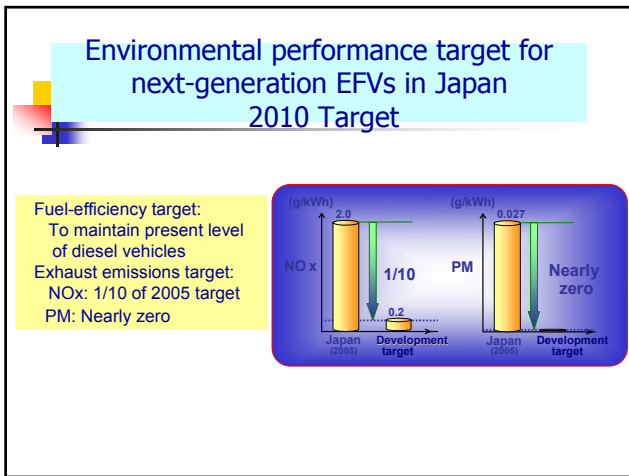 Environmental performance target for
next-generation EFVs in Japan
2010 Target
Fuel-efficiency target:
To maintain present level
of diesel vehicles
Exhaust emissions target:
NOx: 1/10 of 2005 target
PM: Nearly zero
(g/kWh)
2.0
NOx
1/10
0.2
Japan
(2005)
Development
target
(g/kWh)
0.027
PM
Nearly
zero
Japan
(2005)
Development
target